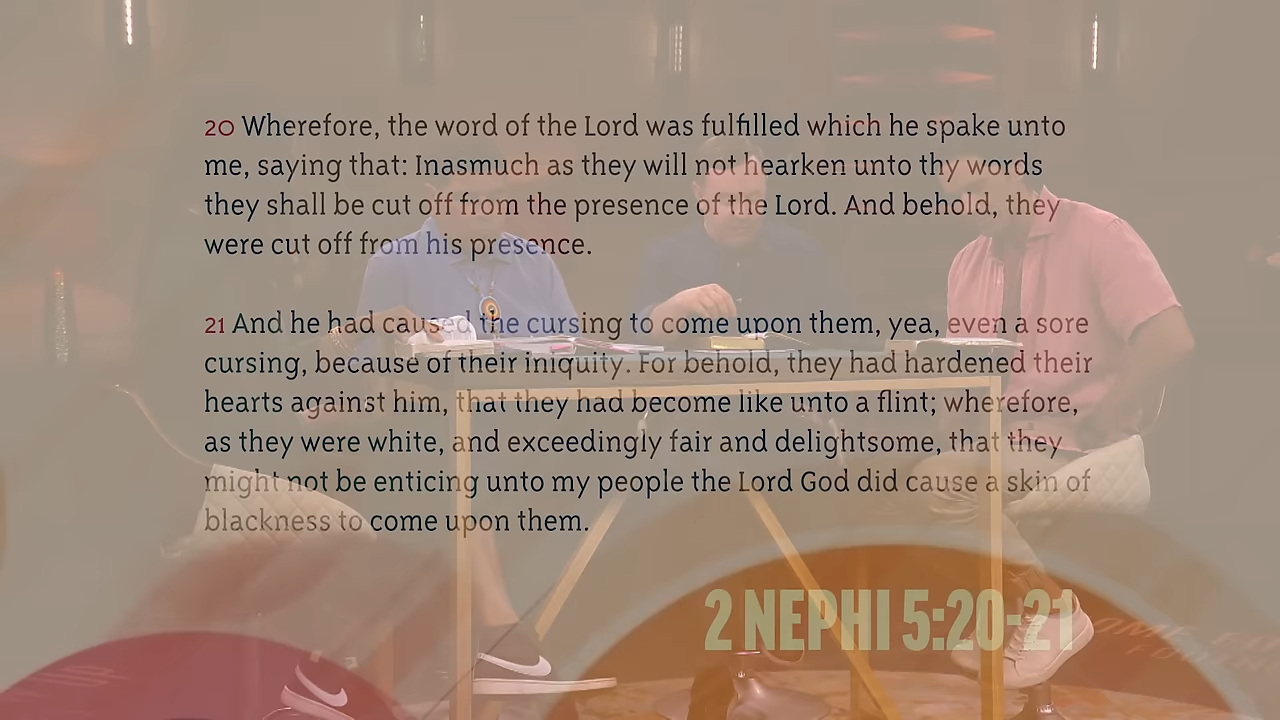 20 Wherefore, the word of the Lord was fulfilled which he spake unto
me, saying that: Inasmuch as they will not hearken unto thy words
they shall be cut off from the presence of the Lord. And behold, they
were cut off from his presence.
21 And he had caused the cursing to come upon them, yea, even a sore
cursing, because of their iniquity. For behold, they had hardened their
hearts against him, that they had become like unto a flint; wherefore,
as they were white, and exceedingly fair and delightsome, that they
might not be enticing unto my people the Lord God did cause a skin of
blackness to come upon them.
2 NEPHI 5:20-21